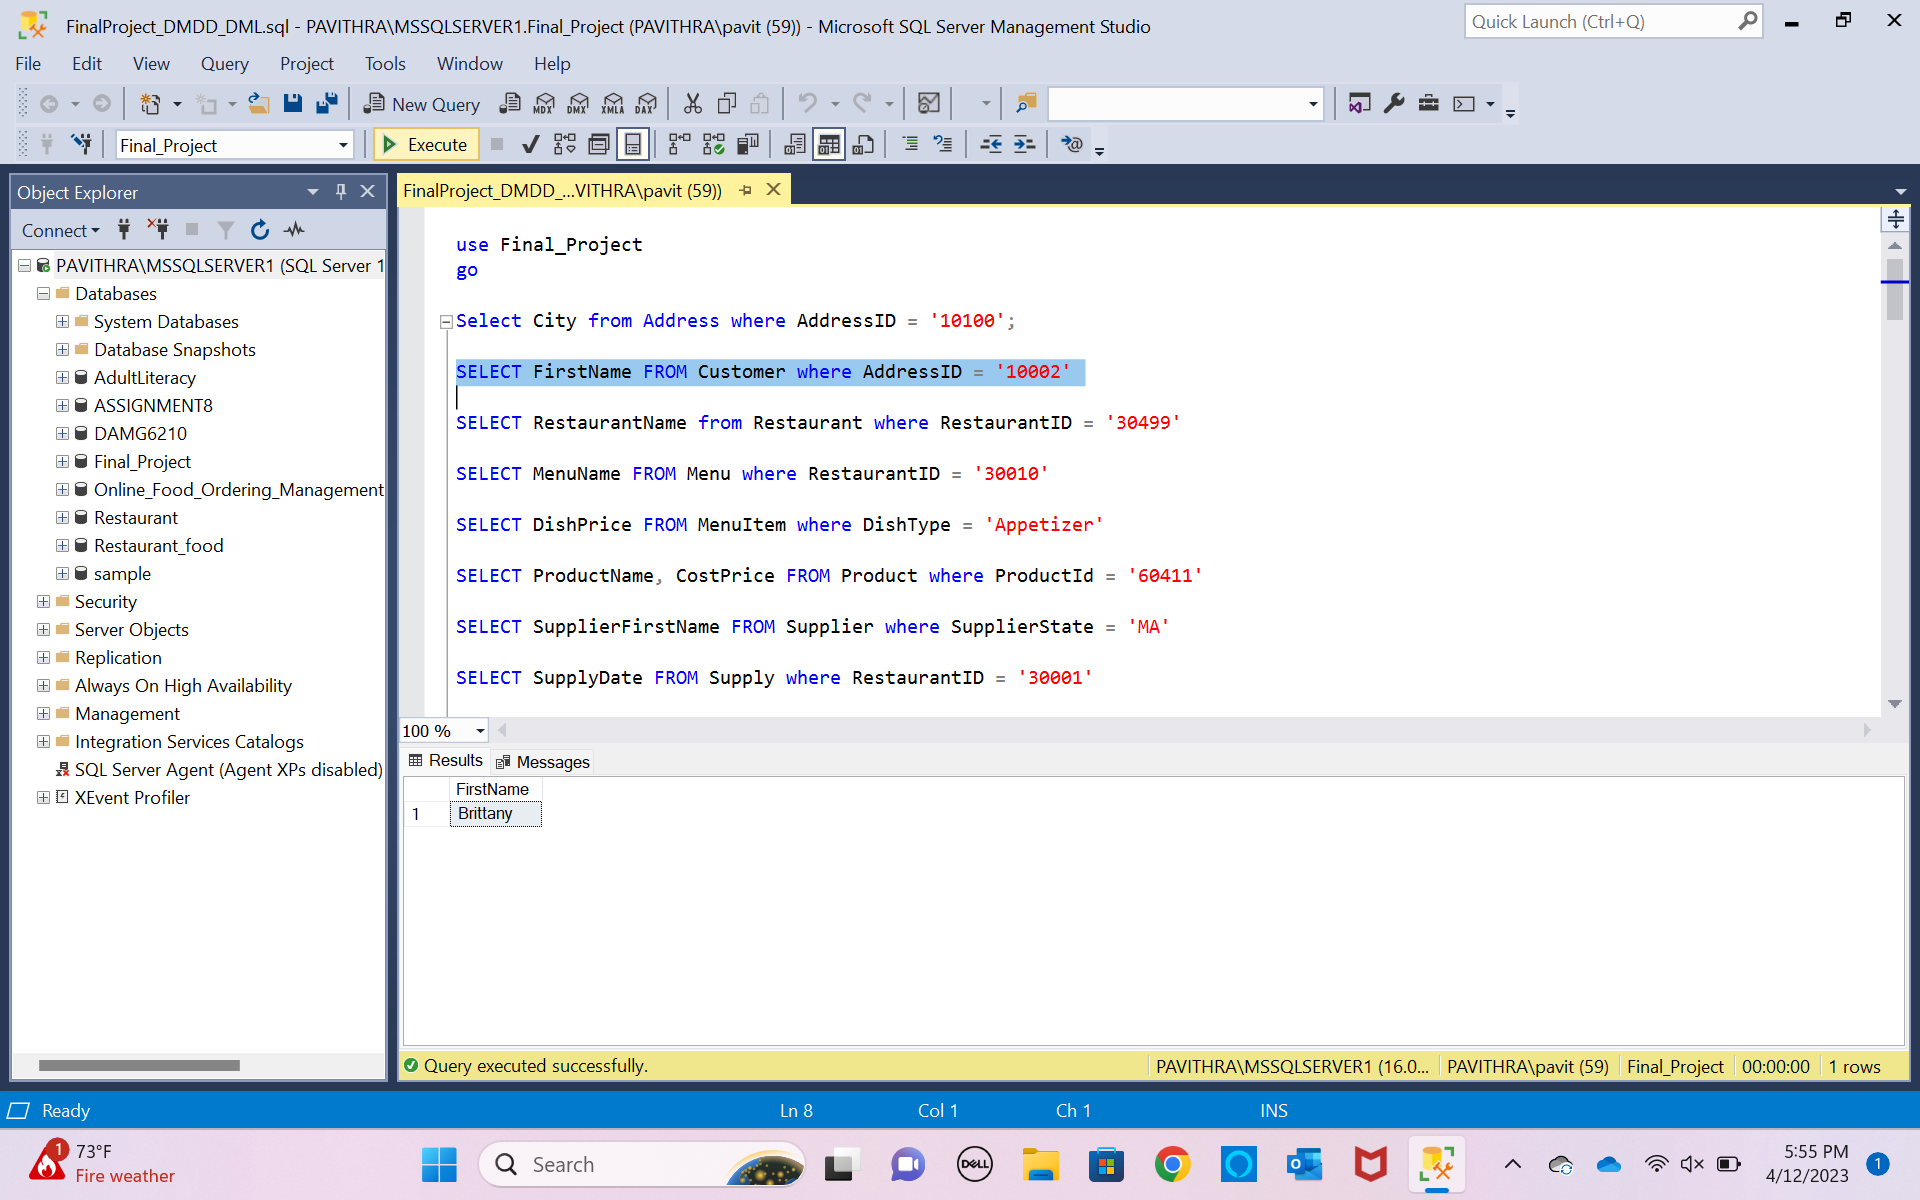 FinalProject_DMDD_DML.sql - PAVITHRA\MSSQLSERVER1.Final_Project (PAVITHRA\pavit (59)) - Microsoft SQL Server Management Studio
Quick Launch (Ctrl+Q)
File Edit View Query Project Tools Window Help
New Query MDX DMX XMLA DAX
Final_Project Execute
Object Explorer
FinalProject_DMDD_...VITHRA\pavit (59))
Connect
PAVITHRA\MSSQLSERVER1 (SQL Server 1
Databases
System Databases
Database Snapshots
AdultLiteracy
ASSIGNMENT8
DAMG6210
Final_Project
Online_Food_Ordering_Management
Restaurant
Restaurant_food
sample
Security
Server Objects
Replication
Always On High Availability
Management
Integration Services Catalogs
SQL Server Agent (Agent XPs disabled)
XEvent Profiler
use Final_Project
go
Select City from Address where AddressID = '10100';
SELECT FirstName FROM Customer where AddressID = '10002'
SELECT RestaurantName from Restaurant where RestaurantID = '30499'
SELECT MenuName FROM Menu where RestaurantID = '30010'
SELECT DishPrice FROM MenuItem where DishType = 'Appetizer'
SELECT ProductName, CostPrice FROM Product where ProductId = '60411'
SELECT SupplierFirstName FROM Supplier where SupplierState = 'MA'
SELECT SupplyDate FROM Supply where RestaurantID = '30001'
100 %
Results Messages
FirstName
1 Brittany
Query executed successfully.
PAVITHRA\MSSQLSERVER1 (16.0... PAVITHRA\pavit (59) Final_Project 00:00:00 1 rows
Ready Ln 8 Col 1 Ch 1 INS
1 73°F
Fire weather
Search
DELL
5:55 PM
4/12/2023
1